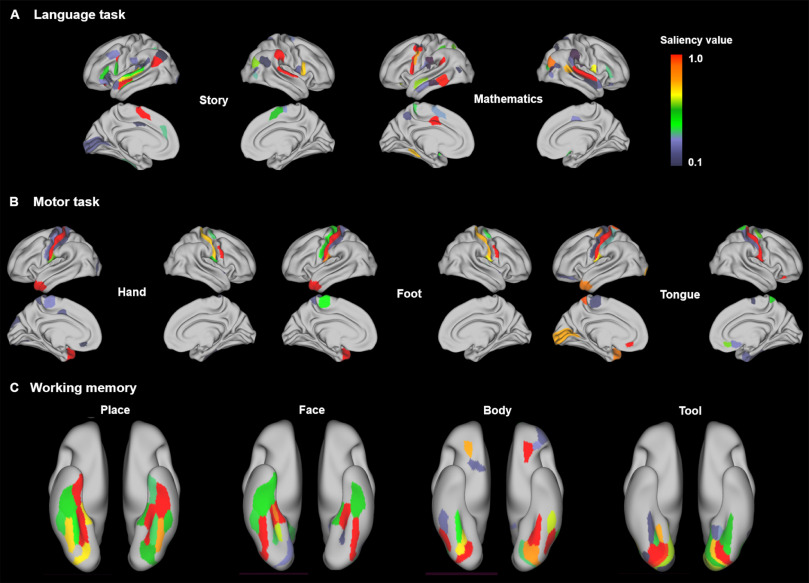 A Language task
Saliency value
1.0
Story
Mathematics
0.1
B Motor task
Hand
Foot
Tongue
C Working memory
Place
Face
Body
Tool